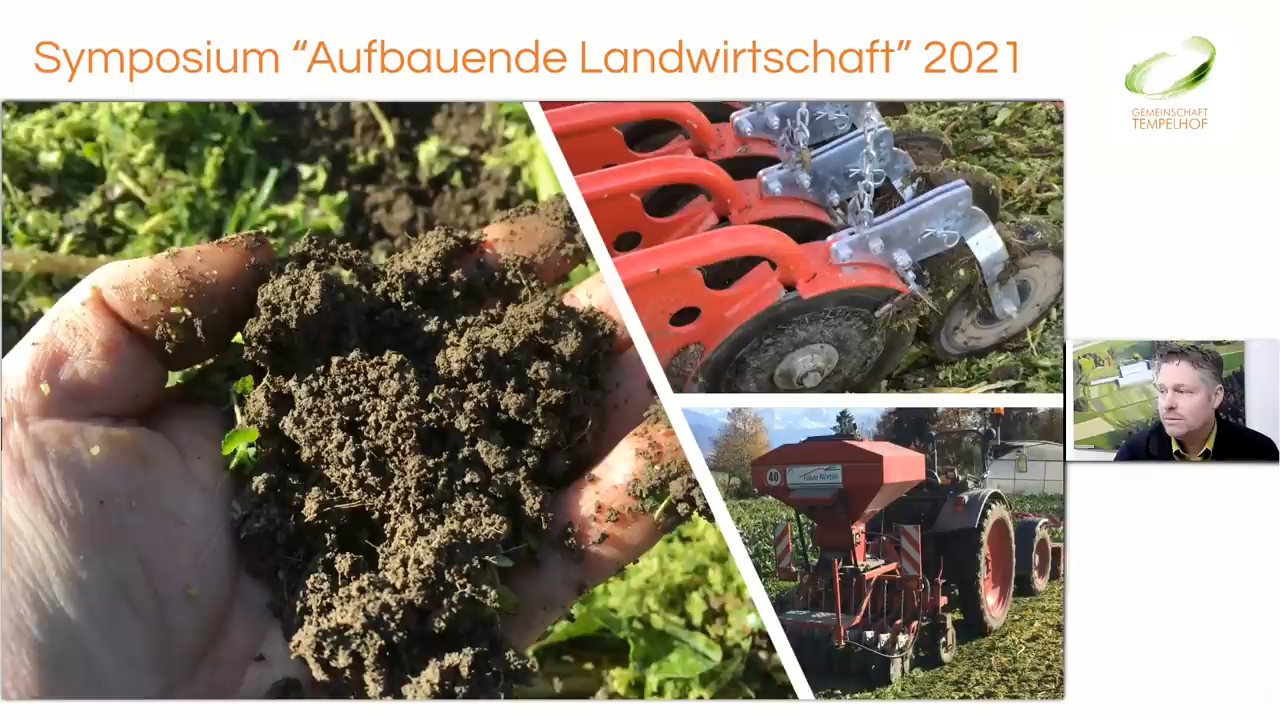 Symposium “Aufbauende Landwirtschaft” 2021
GEMEINSCHAFT
TEMPELHOF
40